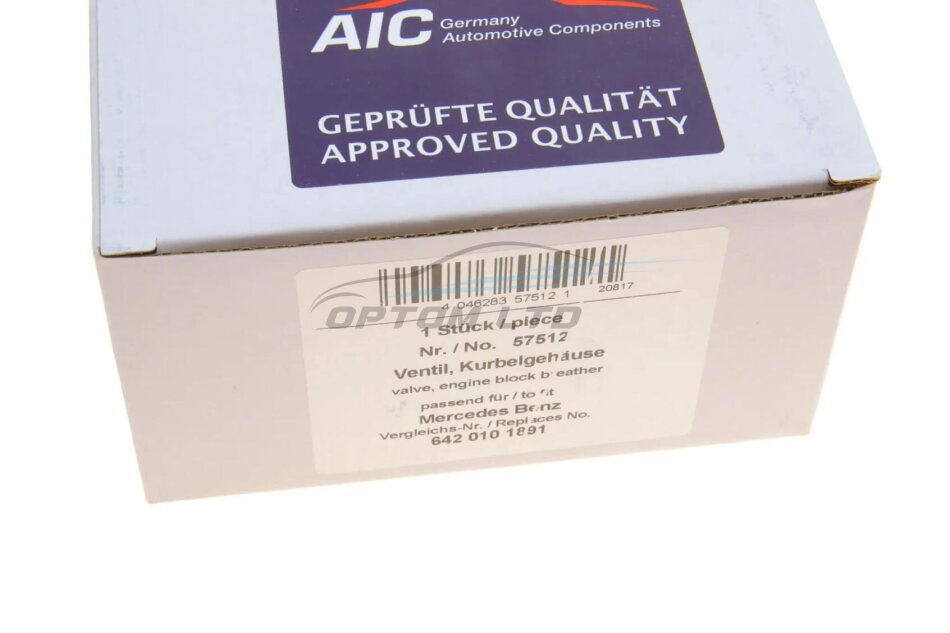 AIC Germany
Automotive Components
GEPRÜFTE QUALITÄT
APPROVED QUALITY
4 046283 57512 1
20817
OPTOM LTD
1 Stück / piece
Nr. / No. 57512
Ventil, Kurbelgehäuse
valve, engine block breather
passend für / to fit
Mercedes Benz
Vergleichs-Nr. / Replaces No.
642 010 1891